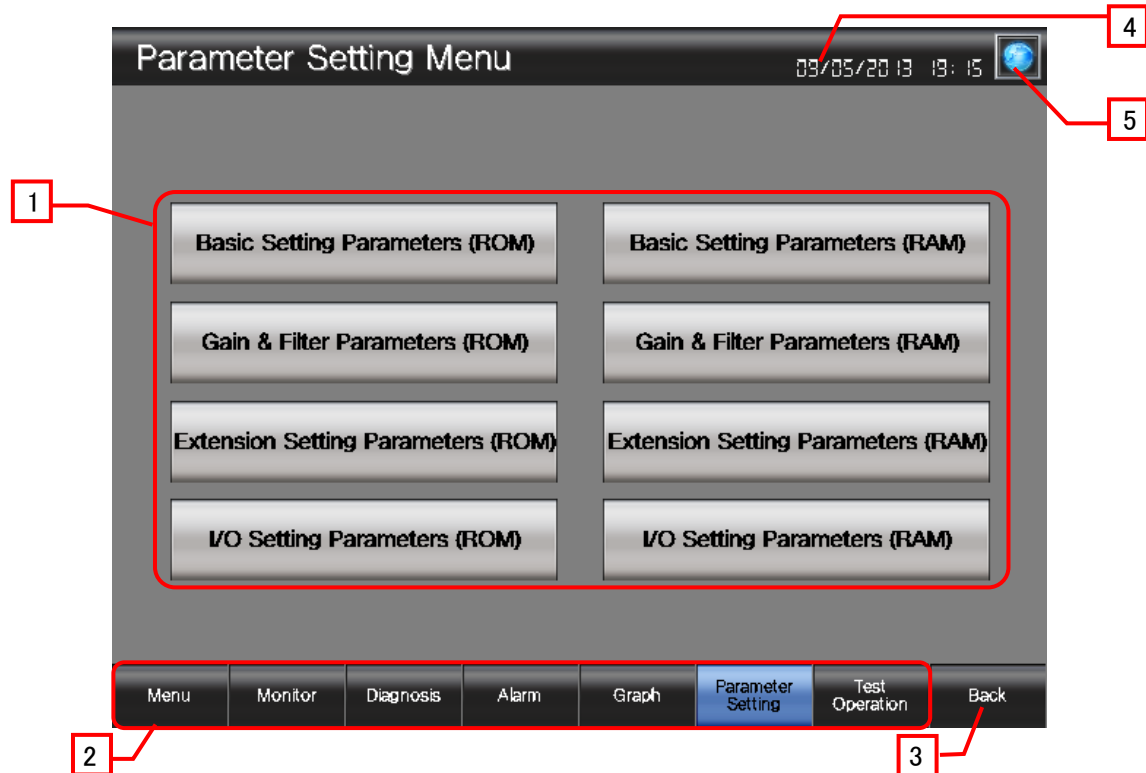 4
Parameter Setting Menu
09/05/2013 19:15
5
1
Basic Setting Parameters (ROM)
Basic Setting Parameters (RAM)
Gain & Filter Parameters (ROM)
Gain & Filter Parameters (RAM)
Extension Setting Parameters (ROM)
Extension Setting Parameters (RAM)
I/O Setting Parameters (ROM)
I/O Setting Parameters (RAM)
Menu
Monitor
Diagnosis
Alarm
Graph
Parameter
Setting
Test
Operation
Back
2
3